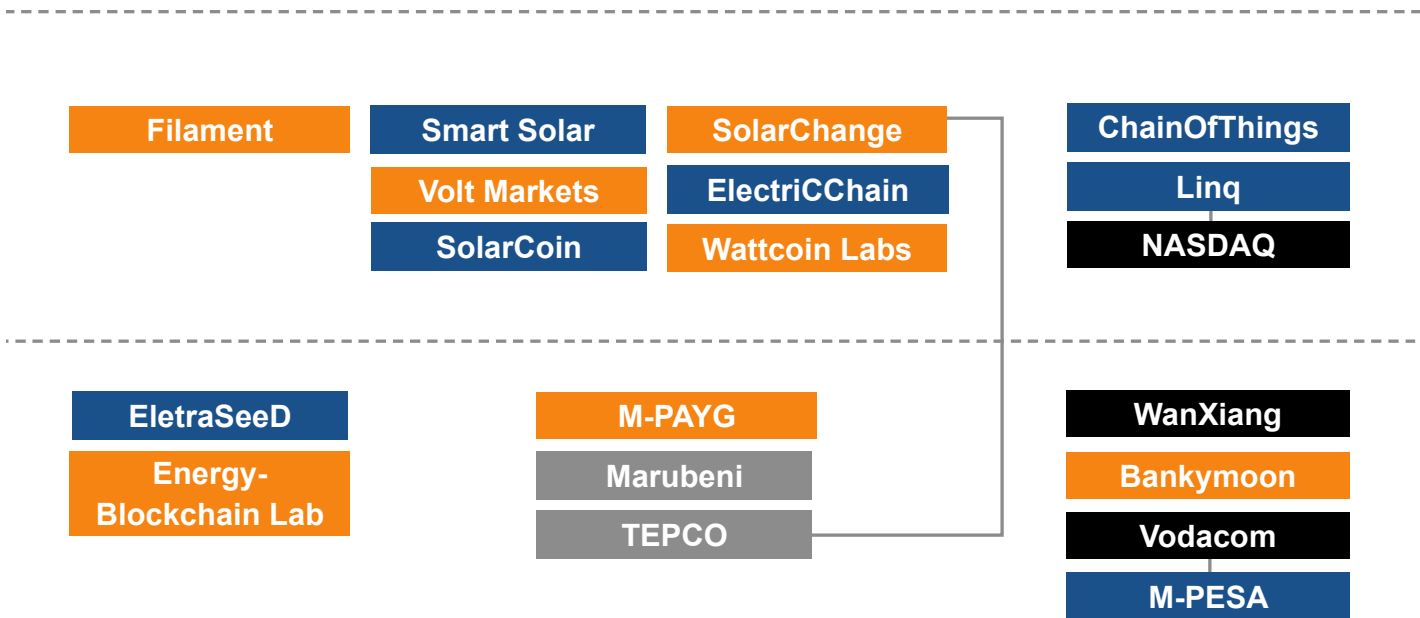 Filament
Smart Solar
SolarChange
ChainOfThings
Volt Markets
ElectriCChain
Linq
SolarCoin
Wattcoin Labs
NASDAQ
EletraSeeD
M-PAYG
WanXiang
Energy-
Blockchain Lab
Marubeni
Bankymoon
TEPCO
Vodacom
M-PESA